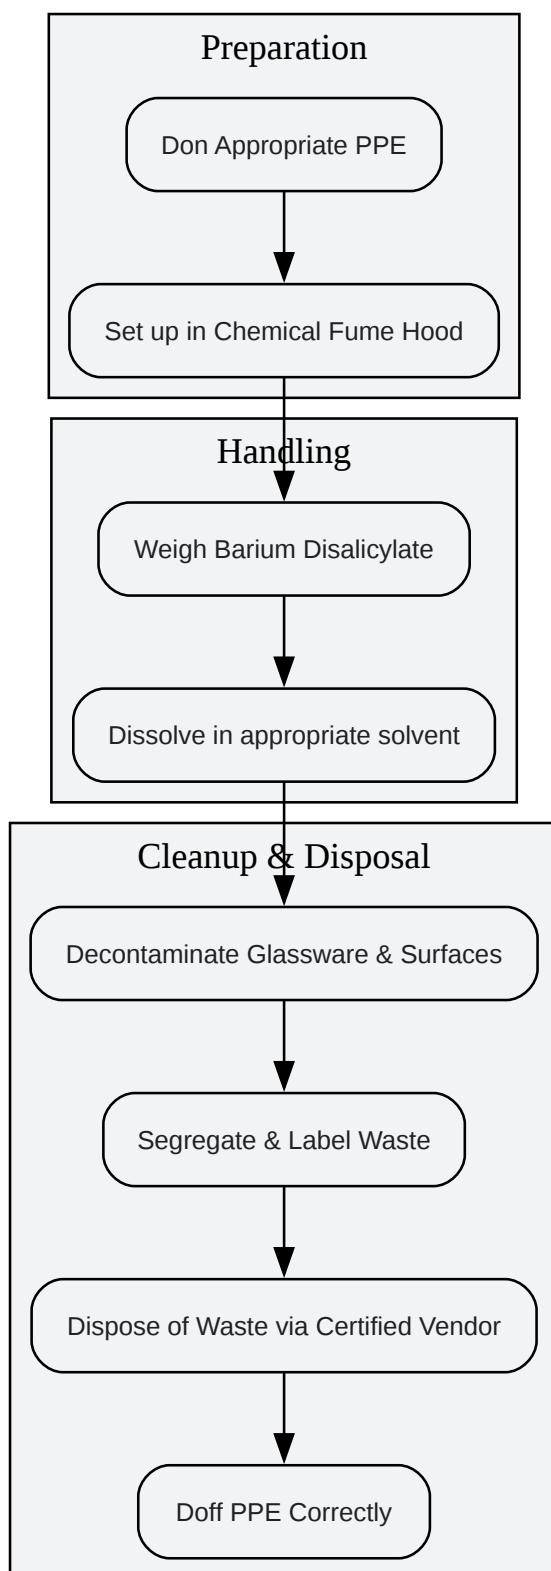 Preparation
Don Appropriate PPE
Set up in Chemical Fume Hood
Handling
Weigh Barium Disalicylate
Dissolve in appropriate solvent
Cleanup & Disposal
Decontaminate Glassware & Surfaces
Segregate & Label Waste
Dispose of Waste via Certified Vendor
Doff PPE Correctly